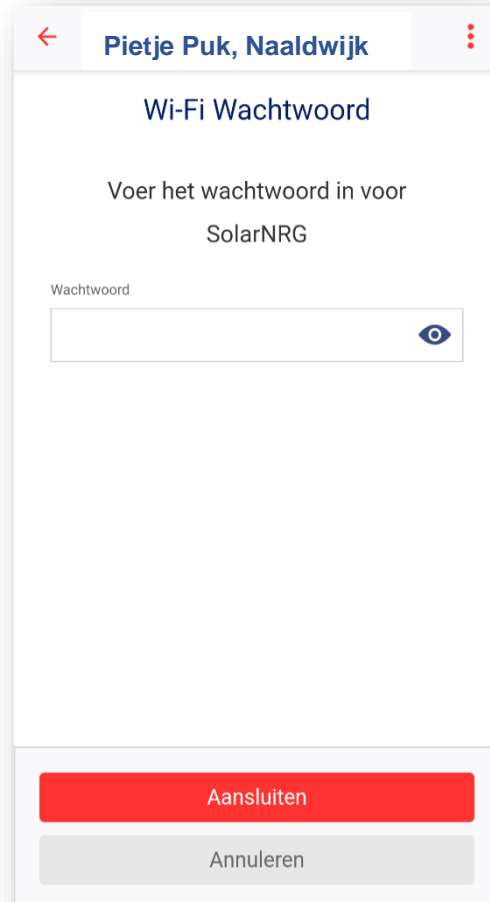 Pietje Puk, Naaldwijk
Wi-Fi Wachtwoord
Voer het wachtwoord in voor
SolarNRG
Wachtwoord
Aansluiten
Annuleren